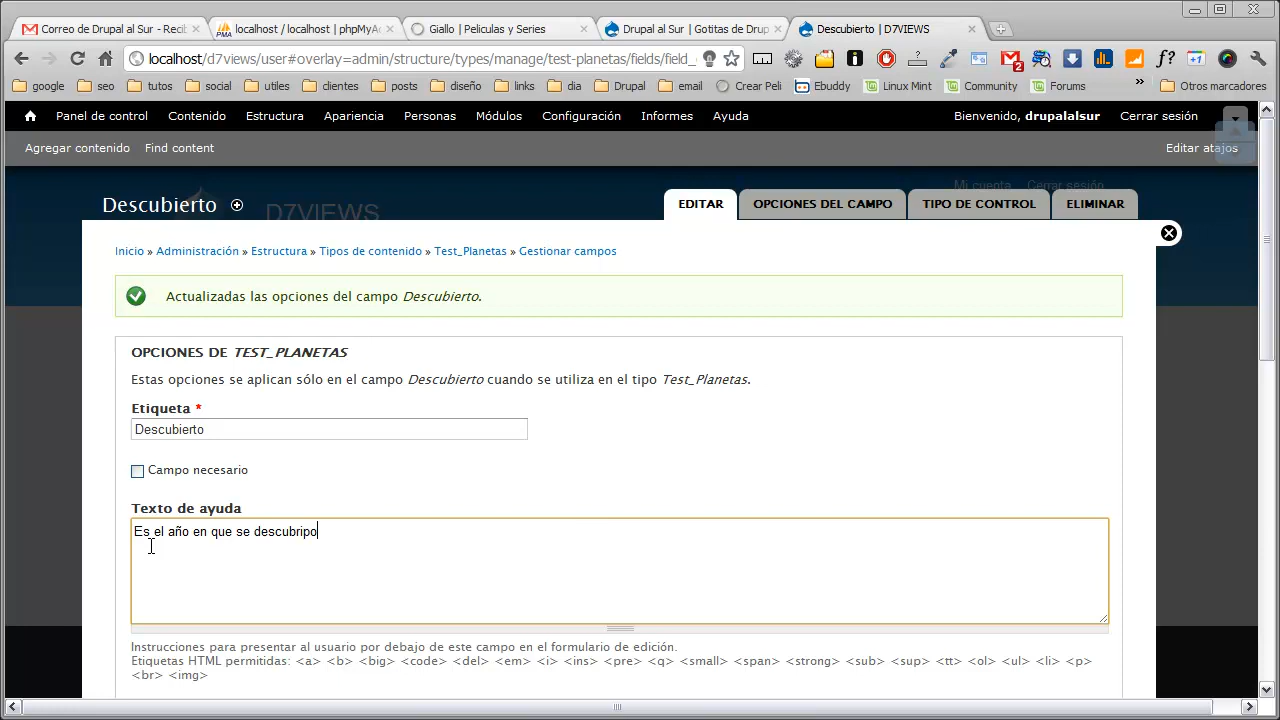 Correo de Drupal al Sur - Recib
localhost / localhost | phpMyA
Giallo | Peliculas y Series
Drupal al Sur | Gotitas de Drup
Descubierto | D7VIEWS
localhost/d7views/user#overlay=admin/structure/types/manage/test-planetas/fields/field_
google
tutos
social
utiles
clientes
posts
diseño
links
dia
Drupal
email
Crear Peli
Ebuddy
Linux Mint
Community
Forums
»
Otros marcadores
Panel de control
Contenido
Estructura
Apariencia
Personas
Módulos
Configuración
Informes
Ayuda
Bienvenido, drupalalsur
Cerrar sesión
Agregar contenido
Find content
Editar atajos
Mi cuenta
Cerrar sesión
D7VIEWS
Descubierto
EDITAR
OPCIONES DEL CAMPO
TIPO DE CONTROL
ELIMINAR
Inicio » Administración » Estructura » Tipos de contenido » Test_Planetas » Gestionar campos
Actualizadas las opciones del campo Descubierto.
OPCIONES DE TEST_PLANETAS
Estas opciones se aplican sólo en el campo Descubierto cuando se utiliza en el tipo Test_Planetas.
Etiqueta *
Descubierto
Campo necesario
Texto de ayuda
Es el año en que se descubripo
Instrucciones para presentar al usuario por debajo de este campo en el formulario de edición.
Etiquetas HTML permitidas: <a> <b> <big> <code> <del> <em> <i> <ins> <pre> <q> <small> <span> <strong> <sub> <sup> <tt> <ol> <ul> <li> <p>
<br> <img>